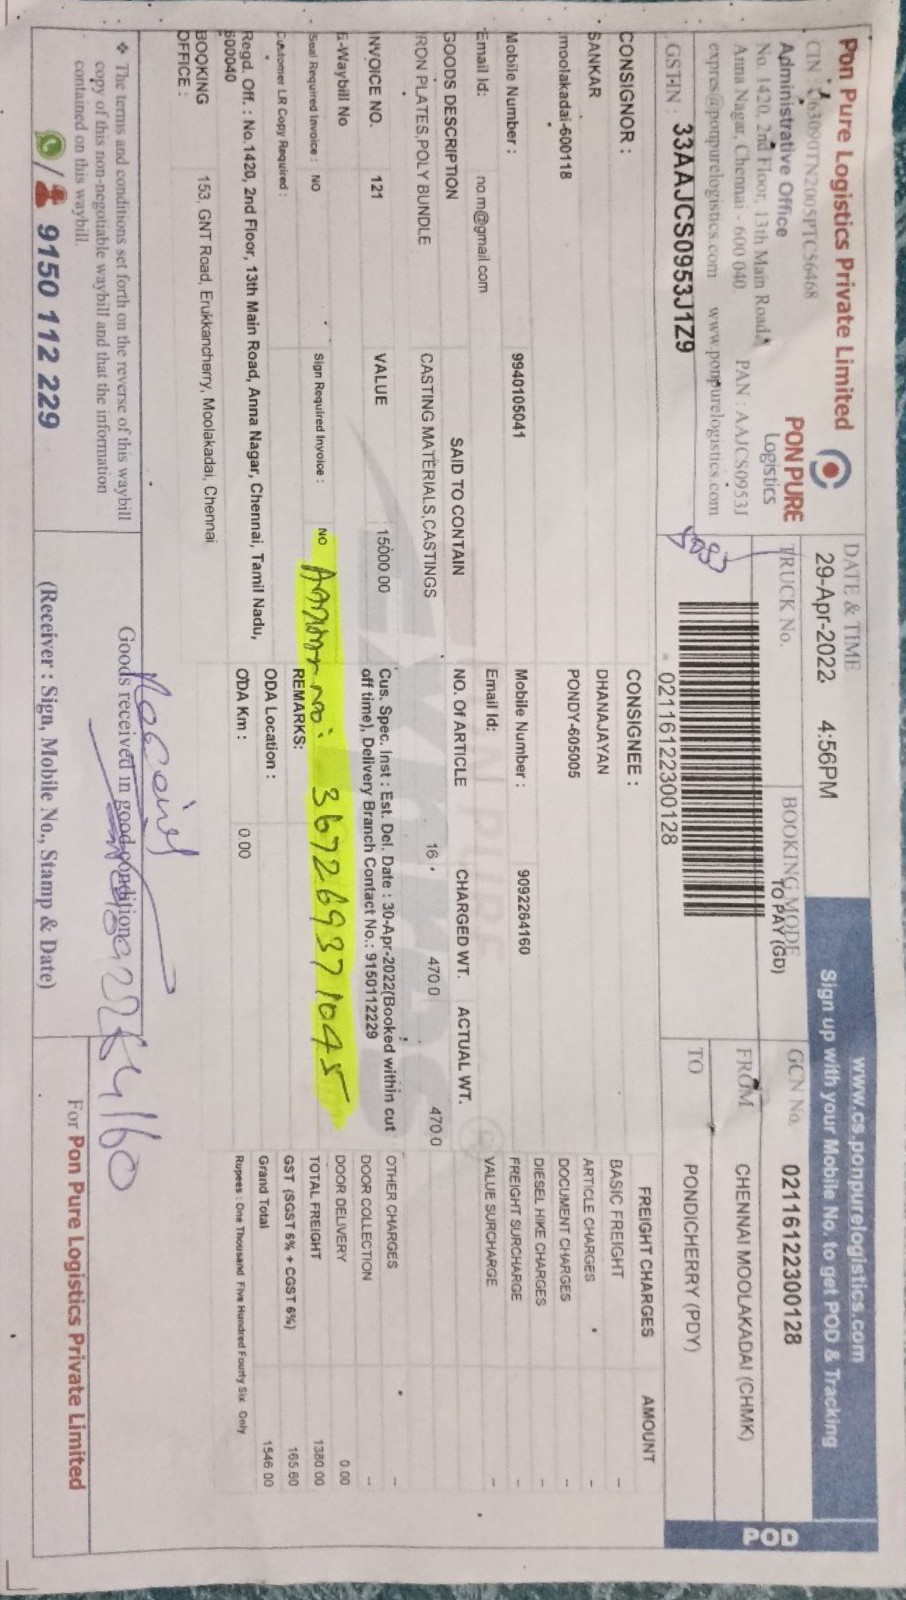 Pon Pure Logistics Private Limited
CIN : U63090TN2005PTC56468
Administrative Office
No. 1420, 2nd Floor, 13th Main Road,
Anna Nagar, Chennai - 600 040. PAN : AAJCS0953J
expres@ponpurelogistics.com www.ponpurelogistics.com
GSTIN : 33AAJCS0953J1Z9
PONPURE
Logistics
DATE & TIME
29-Apr-2022 4:56PM
TRUCK No.
5093
BOOKING MODE
TO PAY(GD)
02116122300128
www.cs.ponpurelogistics.com
Sign up with your Mobile No. to get POD & Tracking
GCN No. 02116122300128
FROM CHENNAI MOOLAKADAI (CHMK)
TO PONDICHERRY (PDY)
POD
CONSIGNOR :
SANKAR
moolakadai-600118
Mobile Number : 9940105041
Email Id: no.m@gmail.com
CONSIGNEE :
DHANAJAYAN
PONDY-605005
Mobile Number : 9092264160
Email Id:
GOODS DESCRIPTION SAID TO CONTAIN NO. Of ARTICLE CHARGED WT. ACTUAL WT.
IRON PLATES,POLY BUNDLE CASTING MATERIALS,CASTINGS 16 470.0 470.0
INVOICE NO. 121 VALUE 15000.00
Cus. Spec. Inst : Est. Del. Date : 30-Apr-2022(Booked within cut
off time), Delivery Branch Contact No.: 9150112229
E-Waybill No
Seal Required Invoice : NO Sign Required Invoice : NO
REMARKS:
no: 367269371045
Customer LR Copy Required :
ODA Location :
Regd. Off. : No.1420, 2nd Floor, 13th Main Road, Anna Nagar, Chennai, Tamil Nadu,
600040
ODA Km : 0.00
BOOKING
OFFICE : 153, GNT Road, Erukkancherry, Moolakadai, Chennai
FREIGHT CHARGES AMOUNT
BASIC FREIGHT --
ARTICLE CHARGES --
DOCUMENT CHARGES --
DIESEL HIKE CHARGES --
FREIGHT SURCHARGE --
VALUE SURCHARGE --
OTHER CHARGES --
DOOR COLLECTION --
DOOR DELIVERY 0.00
TOTAL FREIGHT 1380.00
GST (SGST 6% + CGST 6%) 165.60
Grand Total 1546.00
Rupees : One Thousand Five Hundred Fourty Six Only
❖ The terms and conditions set forth on the reverse of this waybill
copy of this non-negotiable waybill and that the information
contained on this waybill.
9150 112 229
Goods received in good condition
(Receiver : Sign, Mobile No., Stamp & Date)
For Pon Pure Logistics Private Limited